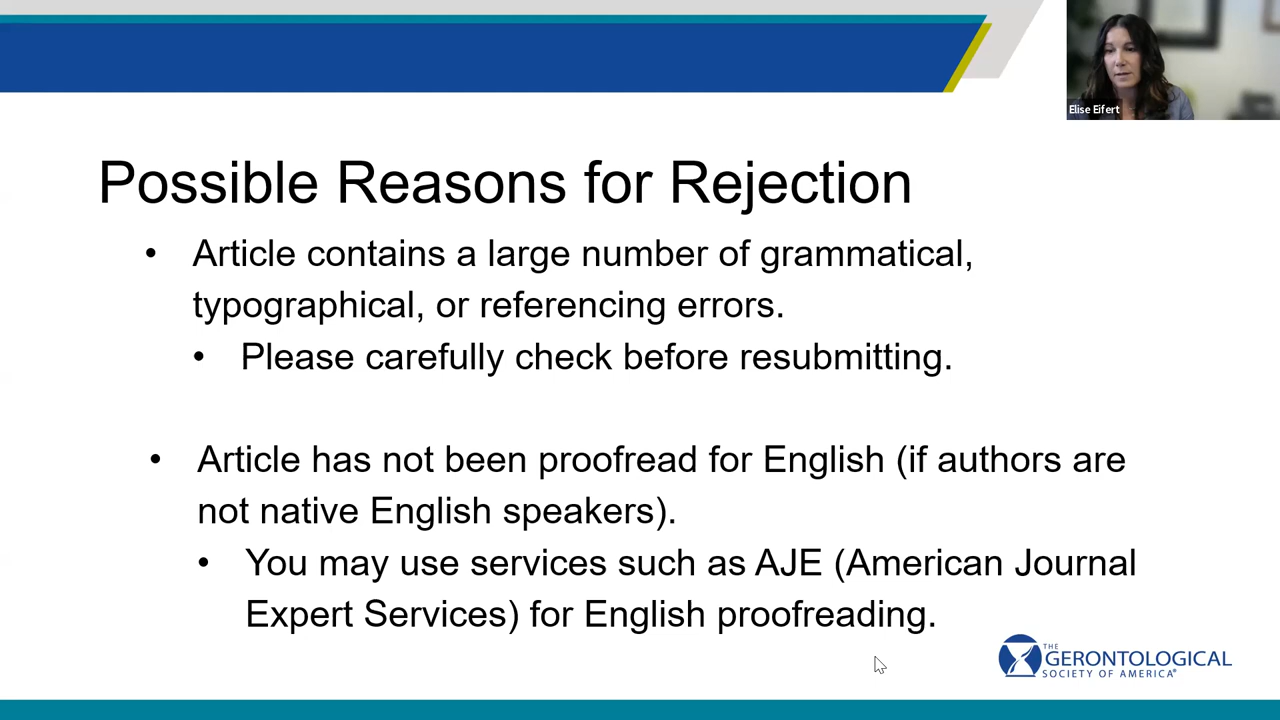 Elise Eifert
Possible Reasons for Rejection
• Article contains a large number of grammatical,
typographical, or referencing errors.
• Please carefully check before resubmitting.
• Article has not been proofread for English (if authors are
not native English speakers).
• You may use services such as AJE (American Journal
Expert Services) for English proofreading.
THE
GERONTOLOGICAL
SOCIETY OF AMERICA®